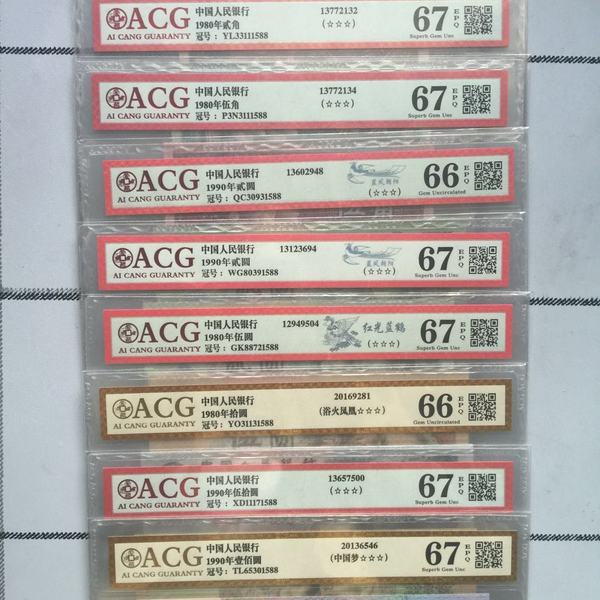 ACG
AI CANG GUARANTY
中国人民银行
1980年贰角
冠号：YL33111588
13772132
(☆☆☆)
67 EPQ
Superb Gem Unc
ACG
AI CANG GUARANTY
中国人民银行
1980年伍角
冠号：P3N3111588
13772134
(☆☆☆)
67 EPQ
Superb Gem Unc
ACG
AI CANG GUARANTY
中国人民银行
1990年贰圆
冠号：QC30931588
13602948
蓝凤朝阳
(☆☆☆)
66 EPQ
Gem Uncirculated
ACG
AI CANG GUARANTY
中国人民银行
1990年贰圆
冠号：WG80391588
13123694
蓝凤朝阳
(☆☆☆)
67 EPQ
Superb Gem Unc
ACG
AI CANG GUARANTY
中国人民银行
1980年伍圆
冠号：GK88721588
12949504
红光蓝鹤
(☆☆☆)
67 EPQ
Superb Gem Unc
ACG
AI CANG GUARANTY
中国人民银行
1980年拾圆
冠号：YO31131588
20169281
(浴火凤凰☆☆☆)
66 EPQ
Gem Uncirculated
ACG
AI CANG GUARANTY
中国人民银行
1990年伍拾圆
冠号：XD11171588
13657500
(☆☆☆)
67 EPQ
Superb Gem Unc
ACG
AI CANG GUARANTY
中国人民银行
1990年壹佰圆
冠号：TL65301588
20136546
(中国梦☆☆☆)
67 EPQ
Superb Gem Unc